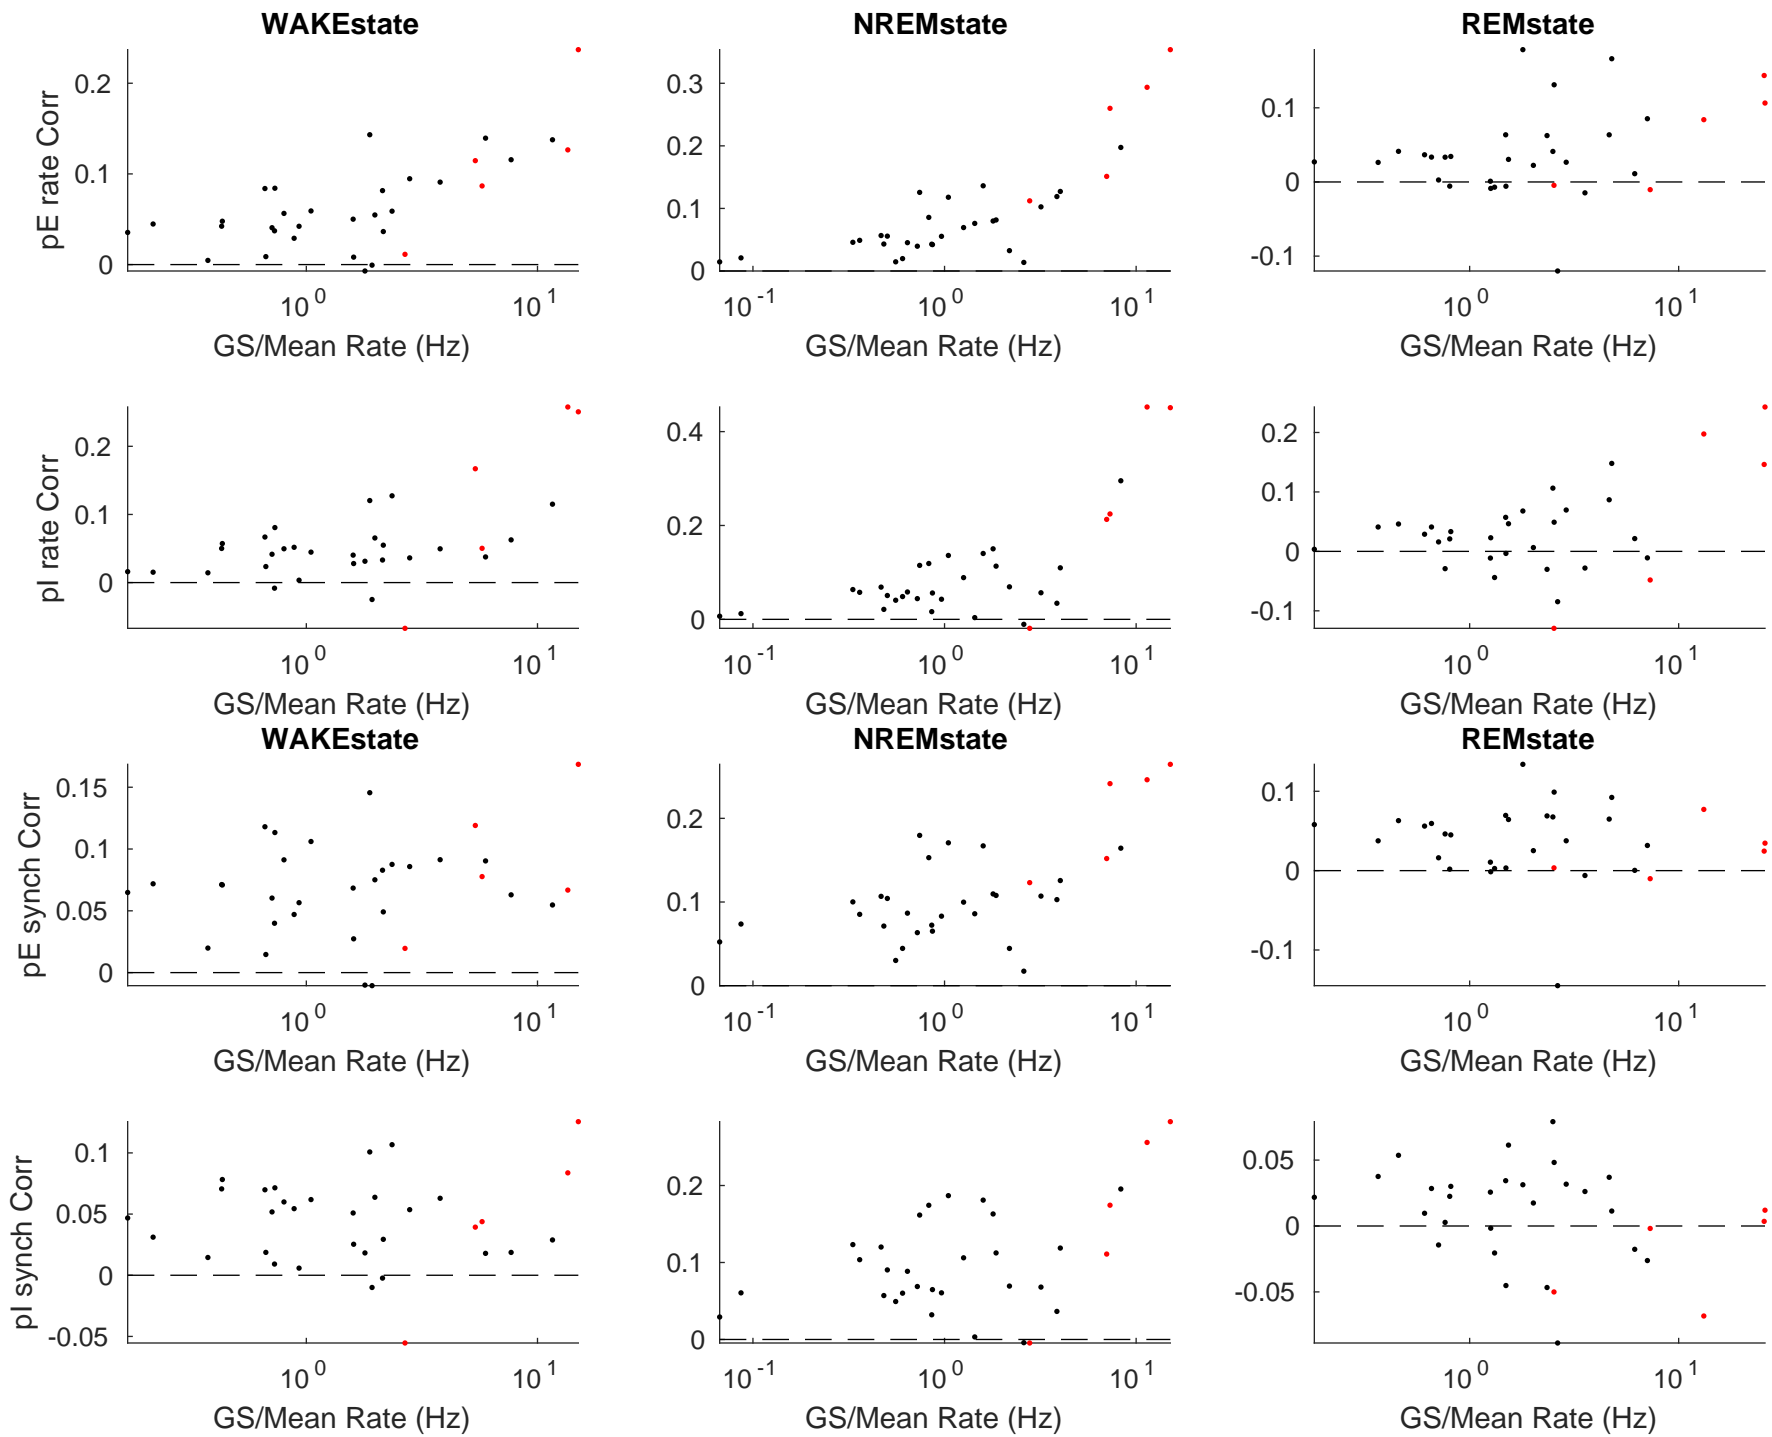 WAKEstate NREMstate REMstate
pE rate Corr
0.2
0.1
0
10^0 10^1
GS/Mean Rate (Hz)
0.3
0.2
0.1
0
10^-1 10^0 10^1
GS/Mean Rate (Hz)
0.1
0
-0.1
10^0 10^1
GS/Mean Rate (Hz)
pI rate Corr
0.2
0.1
0
10^0 10^1
GS/Mean Rate (Hz)
0.4
0.2
0
10^-1 10^0 10^1
GS/Mean Rate (Hz)
0.2
0.1
0
-0.1
10^0 10^1
GS/Mean Rate (Hz)
WAKEstate NREMstate REMstate
pE synch Corr
0.15
0.1
0.05
0
10^0 10^1
GS/Mean Rate (Hz)
0.2
0.1
0
10^-1 10^0 10^1
GS/Mean Rate (Hz)
0.1
0
-0.1
10^0 10^1
GS/Mean Rate (Hz)
pI synch Corr
0.1
0.05
0
-0.05
10^0 10^1
GS/Mean Rate (Hz)
0.2
0.1
0
10^-1 10^0 10^1
GS/Mean Rate (Hz)
0.05
0
-0.05
10^0 10^1
GS/Mean Rate (Hz)